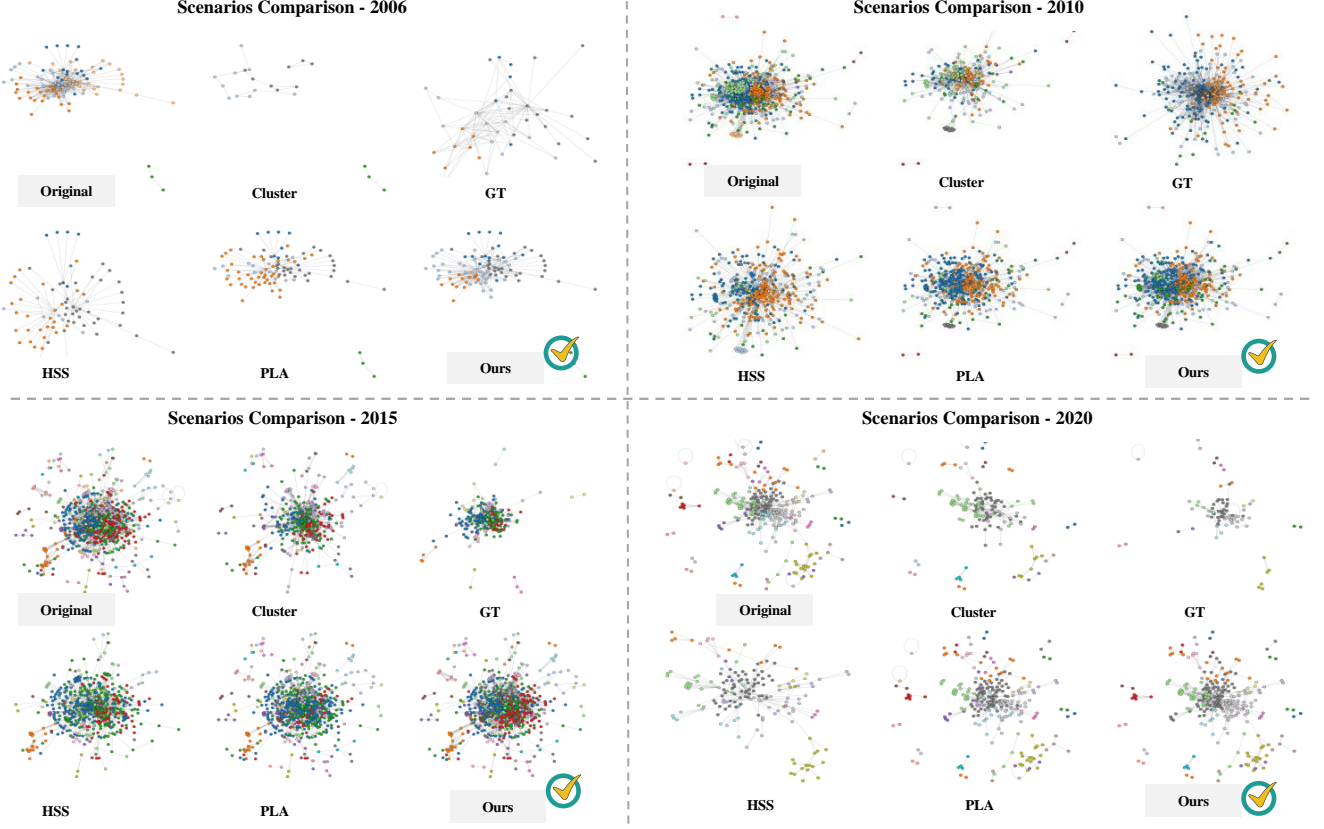 Scenarios Comparison - 2006
Original
Cluster
GT
HSS
PLA
Ours
Scenarios Comparison - 2010
Original
Cluster
GT
HSS
PLA
Ours
Scenarios Comparison - 2015
Original
Cluster
GT
HSS
PLA
Ours
Scenarios Comparison - 2020
Original
Cluster
GT
HSS
PLA
Ours